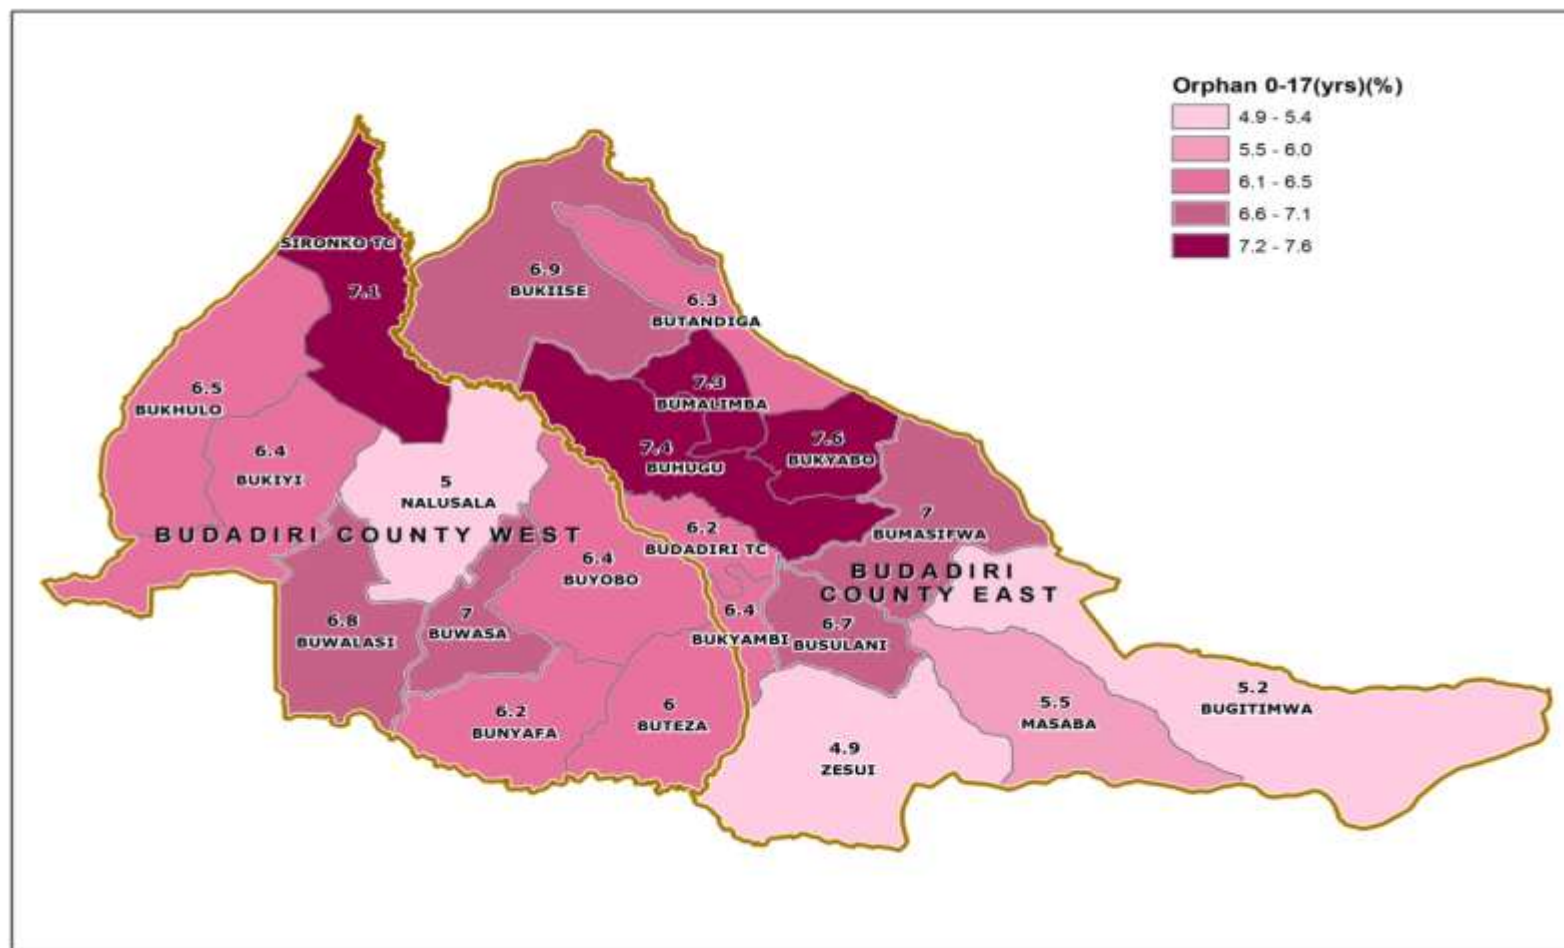 Orphan 0-17(yrs)(%)
4.9 - 5.4
5.5 - 6.0
6.1 - 6.5
6.6 - 7.1
7.2 - 7.6
SIRONKO TC
7.1
6.9
BUKIISE
6.3
BUTANDIGA
6.5
BUKHULO
7.3
BUMALIMBA
6.4
BUKIYI
7.4
BUHUGU
7.6
BUKYABO
5
NALUSALA
7
BUMASIFWA
BUDADIRI COUNTY WEST
6.2
BUDADIRI TC
6.4
BUYOBO
BUDADIRI
COUNTY EAST
6.8
BUWALASI
7
BUWASA
6.4
BUKYAMBI
6.7
BUSULANI
6.2
BUNYAFA
6
BUTEZA
5.5
MASABA
5.2
BUGITIMWA
4.9
ZESUI